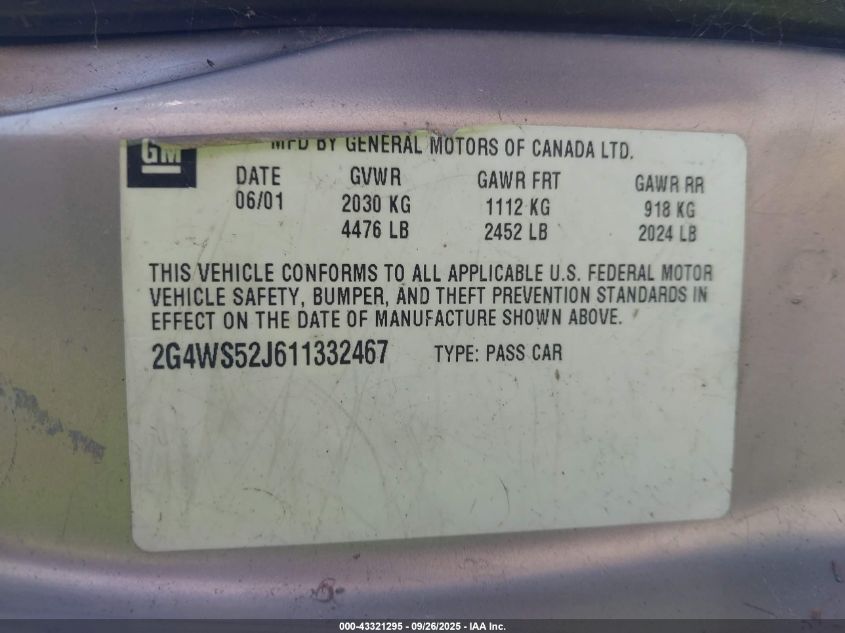 GM
MFD BY GENERAL MOTORS OF CANADA LTD.
DATE GVWR GAWR FRT GAWR RR
06/01 2030 KG 1112 KG 918 KG
4476 LB 2452 LB 2024 LB
THIS VEHICLE CONFORMS TO ALL APPLICABLE U.S. FEDERAL MOTOR
VEHICLE SAFETY, BUMPER, AND THEFT PREVENTION STANDARDS IN
EFFECT ON THE DATE OF MANUFACTURE SHOWN ABOVE.
2G4WS52J611332467 TYPE: PASS CAR
000-43321295 - 09/26/2025 - IAA Inc.